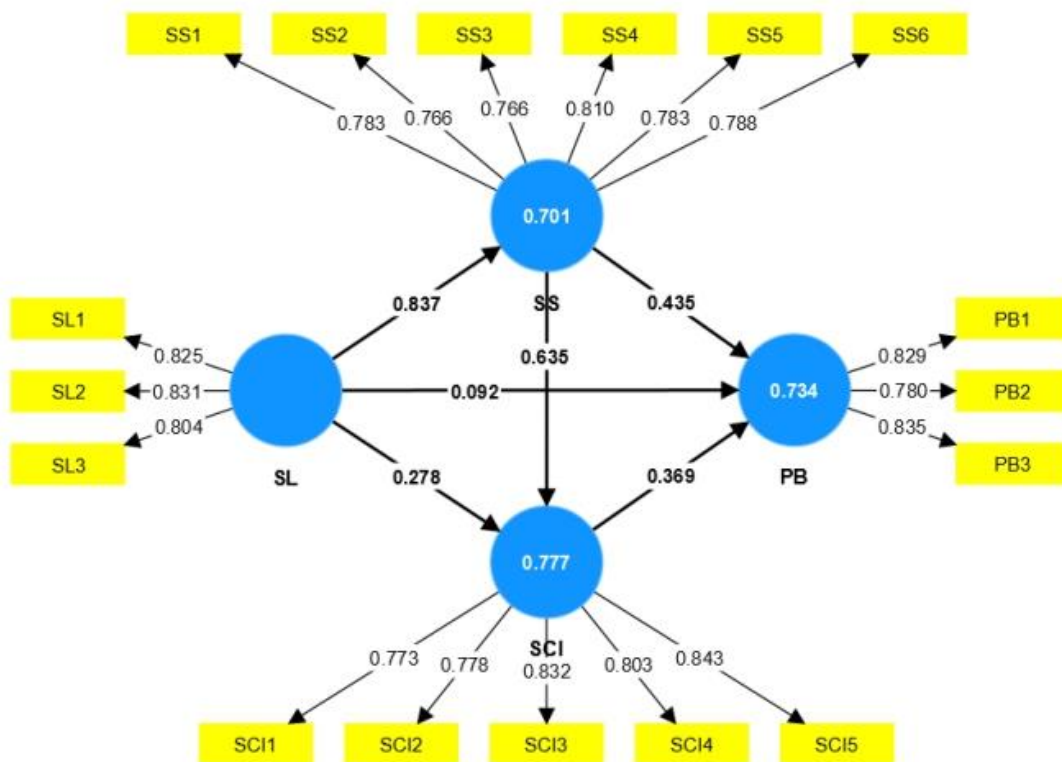 SS1 SS2 SS3 SS4 SS5 SS6
0.783 0.766 0.766 0.810 0.783 0.788
0.701
SS
0.837 0.435
SL1 PB1
0.825 0.829
0.635
SL2 0.831 0.092 0.734 0.780 PB2
0.804 0.835
SL3 PB3
SL PB
0.278 0.369
0.777
SCI
0.773 0.778 0.832 0.803 0.843
SCI1 SCI2 SCI3 SCI4 SCI5